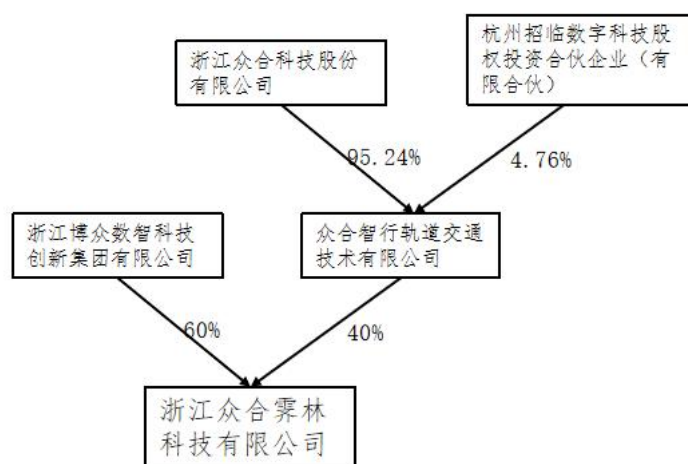 浙江众合科技股份
有限公司
杭州招临数字科技股
权投资合伙企业（有
限合伙）
95.24%
4.76%
浙江博众数智科技
创新集团有限公司
众合智行轨道交通
技术有限公司
60%
40%
浙江众合霁林
科技有限公司